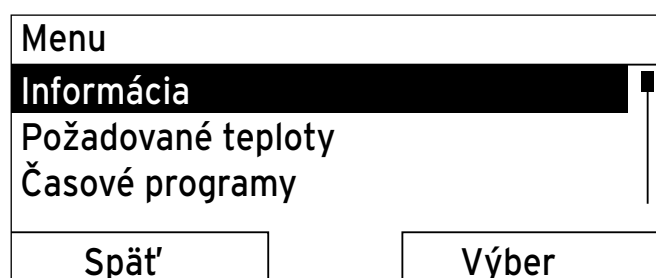 Menu
Informácia
Požadované teploty
Časové programy
Späť
Výber